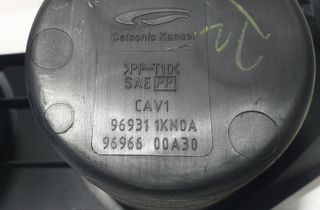 Calsonic Kansei
>PP-T10<
SAE PP
CAV1
96931 1KN0A
96966 00A30